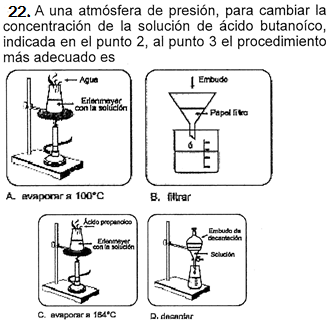 22. A una atmósfera de presión, para cambiar la
concentración de la solución de ácido butanoíco,
indicada en el punto 2, al punto 3 el procedimiento
más adecuado es
Agua
Erlenmeyer
con la solución
A. evaporar a 100°C
Embudo
Papel filtro
B. filtrar
Ácido propanoico
Erlenmeyer
con la solución
C. evaporar a 164°C
Embudo de
decantación
Solución
D. decantar